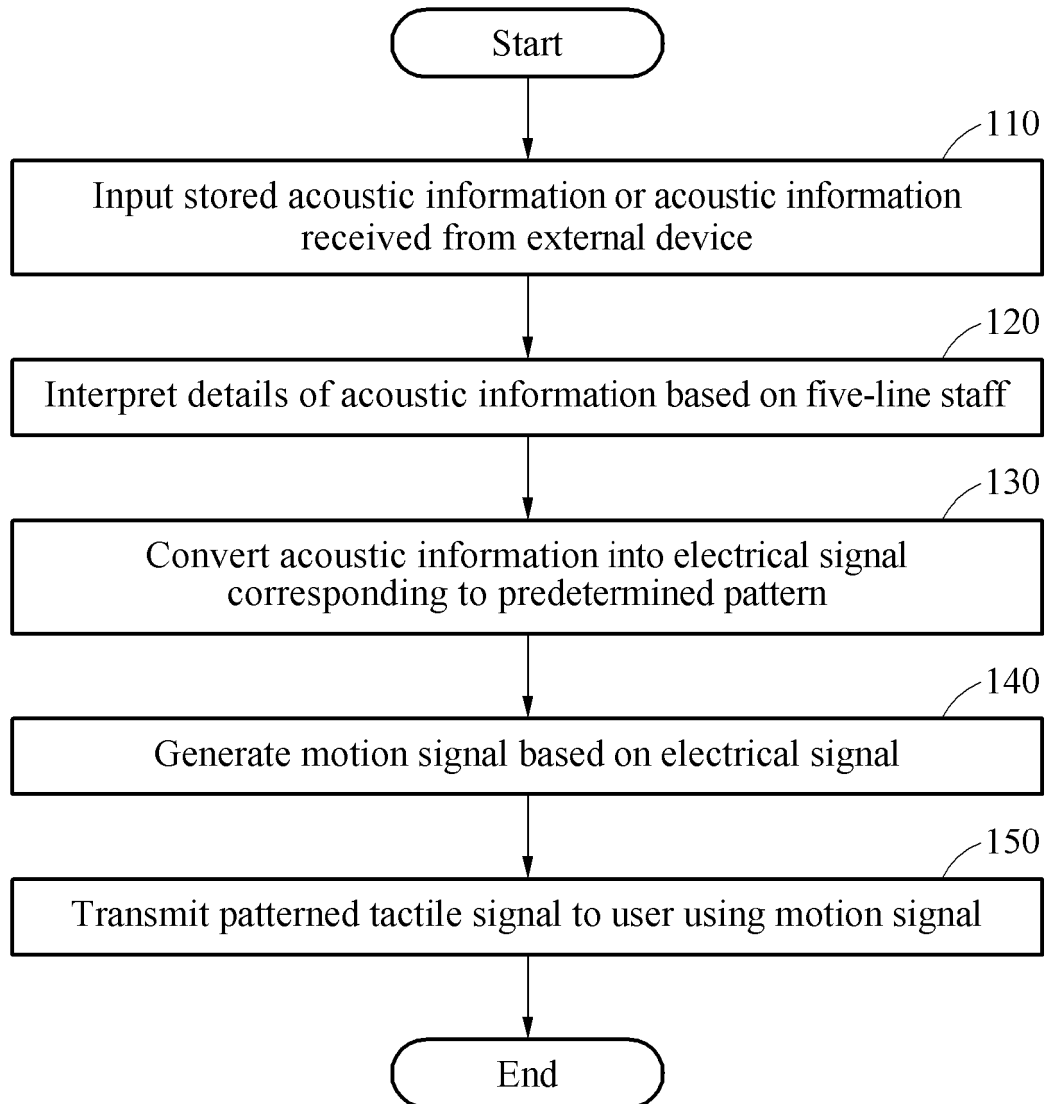 Start
110
Input stored acoustic information or acoustic information
received from external device
120
Interpret details of acoustic information based on five-line staff
130
Convert acoustic information into electrical signal
corresponding to predetermined pattern
140
Generate motion signal based on electrical signal
150
Transmit patterned tactile signal to user using motion signal
End